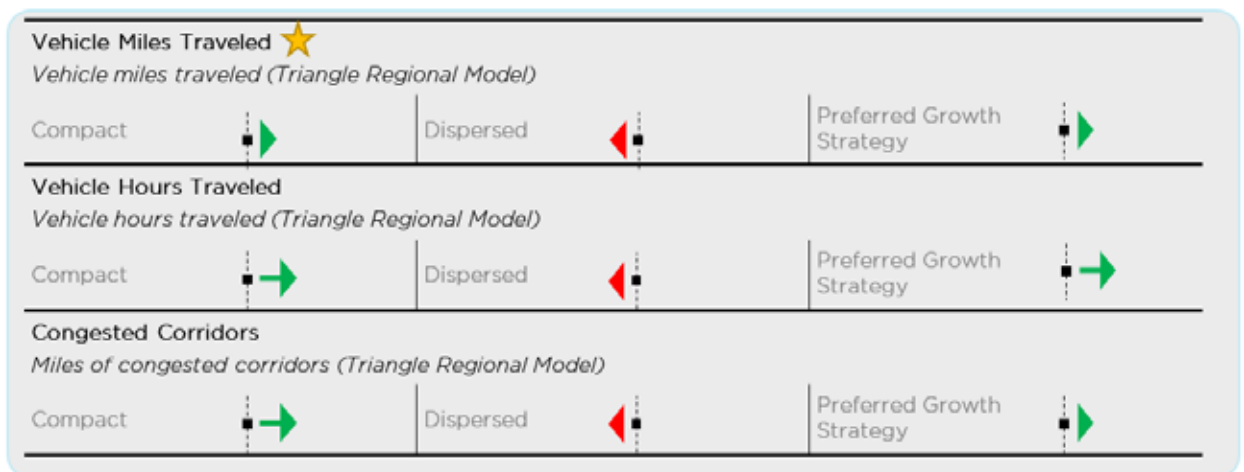 Vehicle Miles Traveled
Vehicle miles traveled (Triangle Regional Model)
Compact
Dispersed
Preferred Growth
Strategy
Vehicle Hours Traveled
Vehicle hours traveled (Triangle Regional Model)
Compact
Dispersed
Preferred Growth
Strategy
Congested Corridors
Miles of congested corridors (Triangle Regional Model)
Compact
Dispersed
Preferred Growth
Strategy